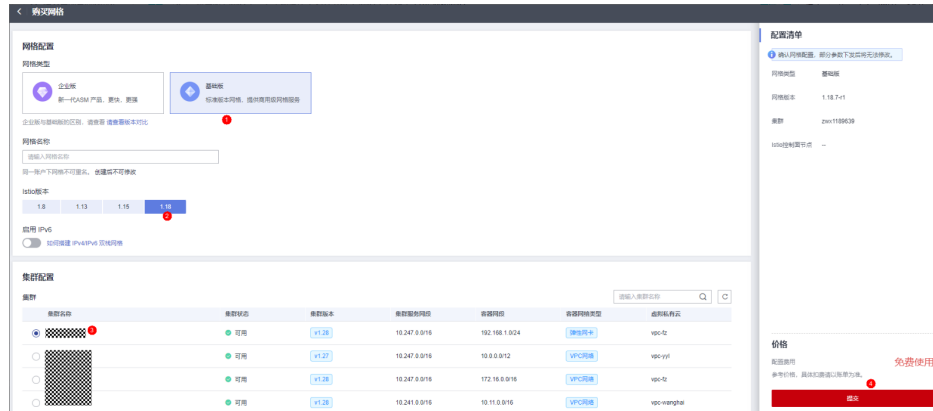 < 购买网格
网格配置
网格类型
企业版
新一代ASM 产品，更快、更强
基础版
标准版本网格，提供商用级网格服务
1
企业版与基础版的区别，请查看 请查看版本对比
网格名称
请输入网格名称
同一账户下网格不可重名。创建后不可修改
Istio版本
1.8 1.13 1.15 1.18
2
启用 IPv6
如何搭建 IPv4/IPv6 双栈网格
集群配置
集群
请输入集群名称
集群名称 集群状态 集群版本 集群服务网段 容器网段 容器网络类型 虚拟私有云
3 可用 v1.28 10.247.0.0/16 192.168.1.0/24 弹性网卡 vpc-fz
可用 v1.27 10.247.0.0/16 10.0.0.0/12 VPC网络 vpc-yyl
可用 v1.28 10.247.0.0/16 172.16.0.0/16 VPC网络 vpc-fz
可用 v1.28 10.241.0.0/16 10.11.0.0/16 VPC网络 vpc-wanghai
配置清单
确认网格配置，部分参数下发后将无法修改。
网格类型 基础版
网格版本 1.18.7-r1
集群 zwx1189639
Istio控制面节点 --
价格
配置费用 免费使用
参考价格，具体扣费请以账单为准。
4
提交